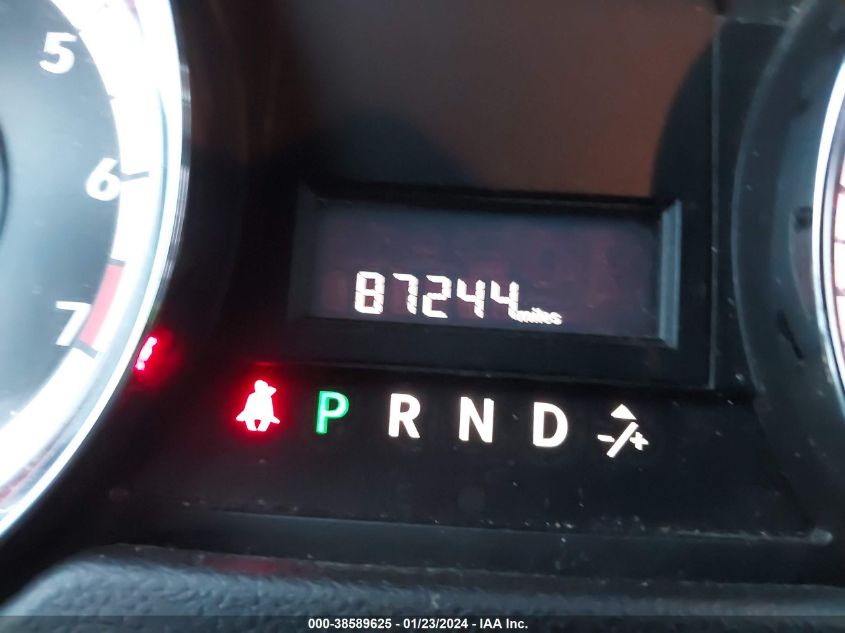 5
6
7
87244 miles
P R N D -/+
000-38589625 - 01/23/2024 - IAA Inc.